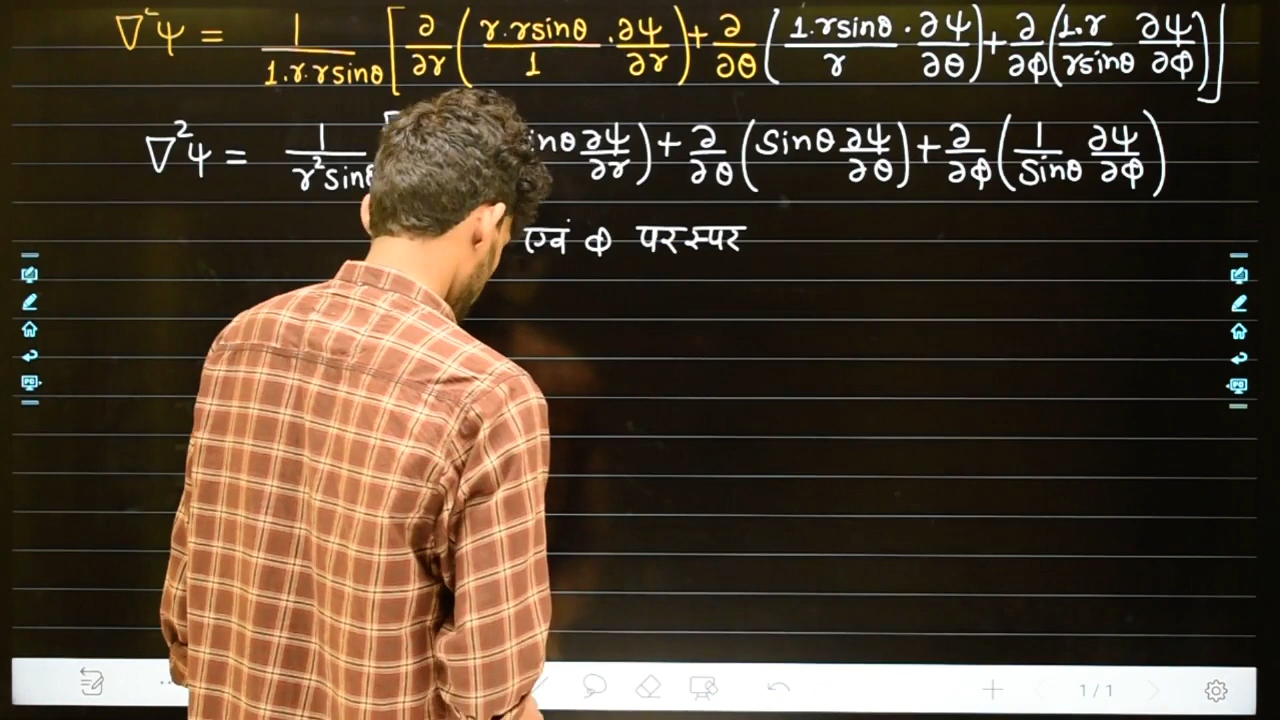 ∇²ψ = 1/(1.r.rsinθ) [∂/∂r (r.rsinθ/1 .∂ψ/∂r) + ∂/∂θ (1.rsinθ/r . ∂ψ/∂θ) + ∂/∂ϕ (1.r/rsinθ ∂ψ/∂ϕ)]
∇²ψ = 1/r²sinθ inθ ∂ψ/∂r) + ∂/∂θ (Sinθ ∂ψ/∂θ) + ∂/∂ϕ (1/Sinθ ∂ψ/∂ϕ)
एवं ϕ परस्पर
1/1